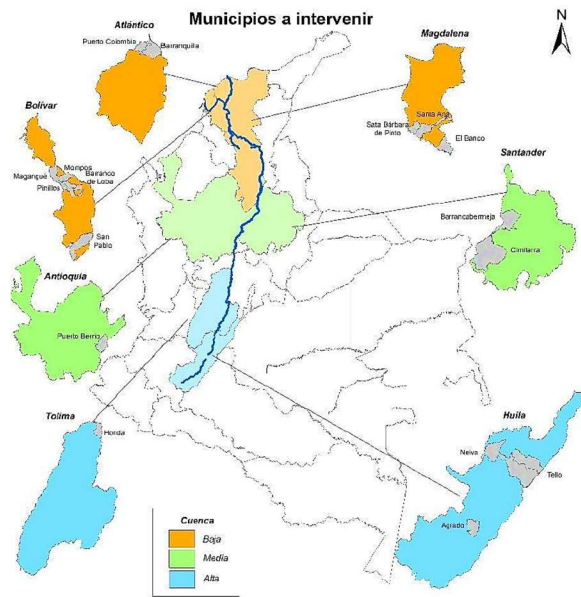 Municipios a intervenir
N
Atlántico
Puerto Colombia
Barranquilla
Magdalena
Santa Ana
Sata Bárbara
de Pinto
El Banco
Bolívar
Mompos
Magangué
Barranco
de Loba
Pinillos
San
Pablo
Santander
Barrancabermeja
Cimitarra
Antioquia
Puerto Berrio
Tolima
Honda
Huila
Neiva
Tello
Agrado
Cuenca
Baja
Media
Alta